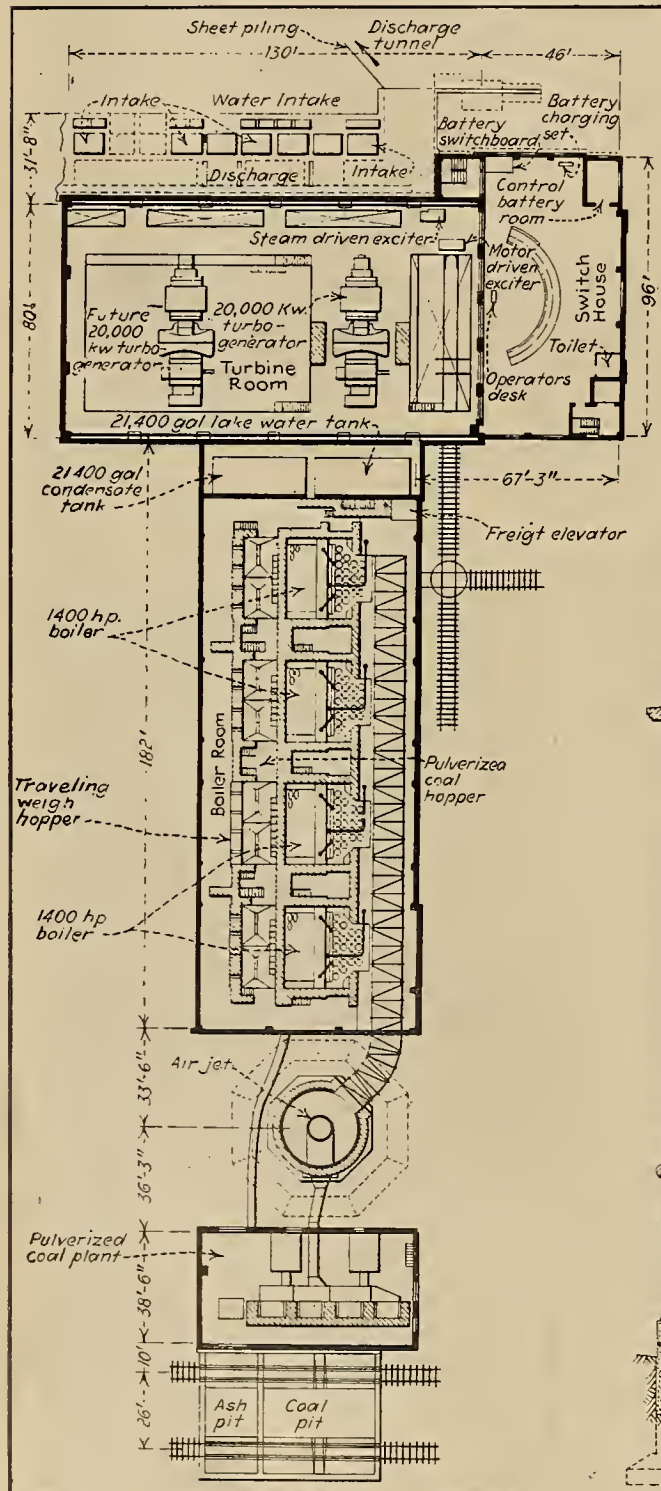 Sheet piling
Discharge
tunnel
130'
46'
Intake
Water Intake
Battery
switchboard
Battery
charging
set
31'-8"
Discharge
Intake
Control
battery
room
Steam driven exciter
Motor
driven
exciter
Switch
House
96'
80'
Future
20,000
kw turbo-
generator
20,000 Kw.
turbo-
generator
Turbine
Room
Toilet
Operators
desk
21,400 gal lake water tank
21400 gal
condensate
tank
67'-3"
Freigt elevator
1400 hp.
boiler
182'
Boiler Room
Pulverized
coal
hopper
Traveling
weigh
hopper
1400 hp
boiler
Air jet
33'-6"
36'-3"
Pulverized
coal plant
38'-6"
10'
26'
Ash
pit
Coal
pit